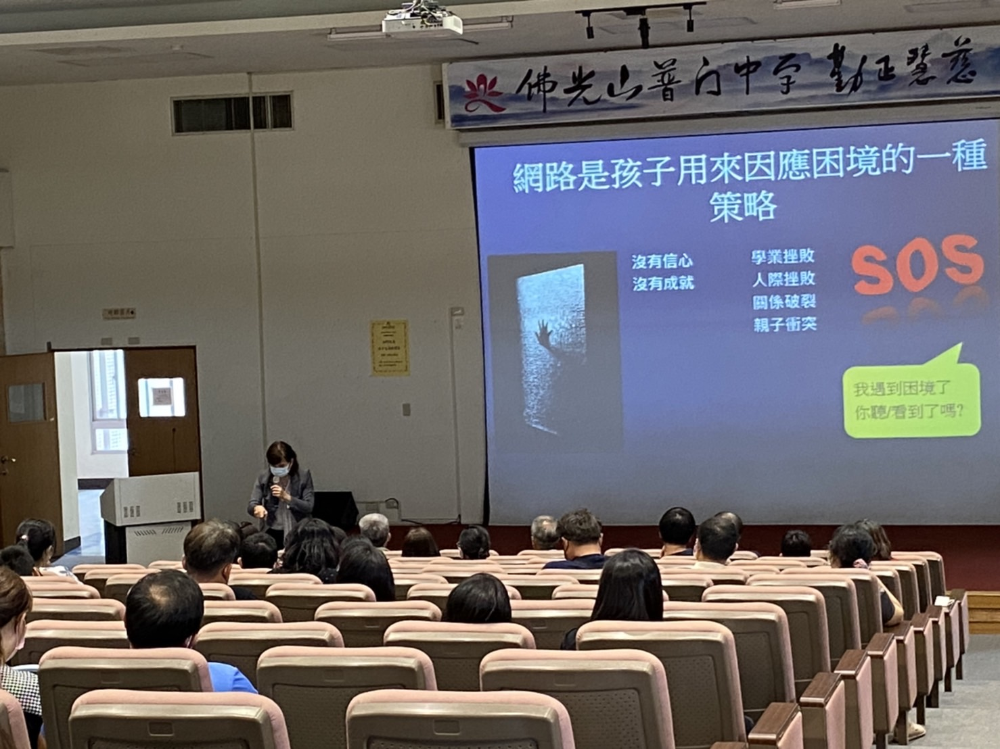 佛光山普门中学 勤正慧慈
網路是孩子用來因應困境的一種
策略
沒有信心
沒有成就
學業挫敗
人際挫敗
關係破裂
親子衝突
SOS
我遇到困境了
你聽/看到了嗎?